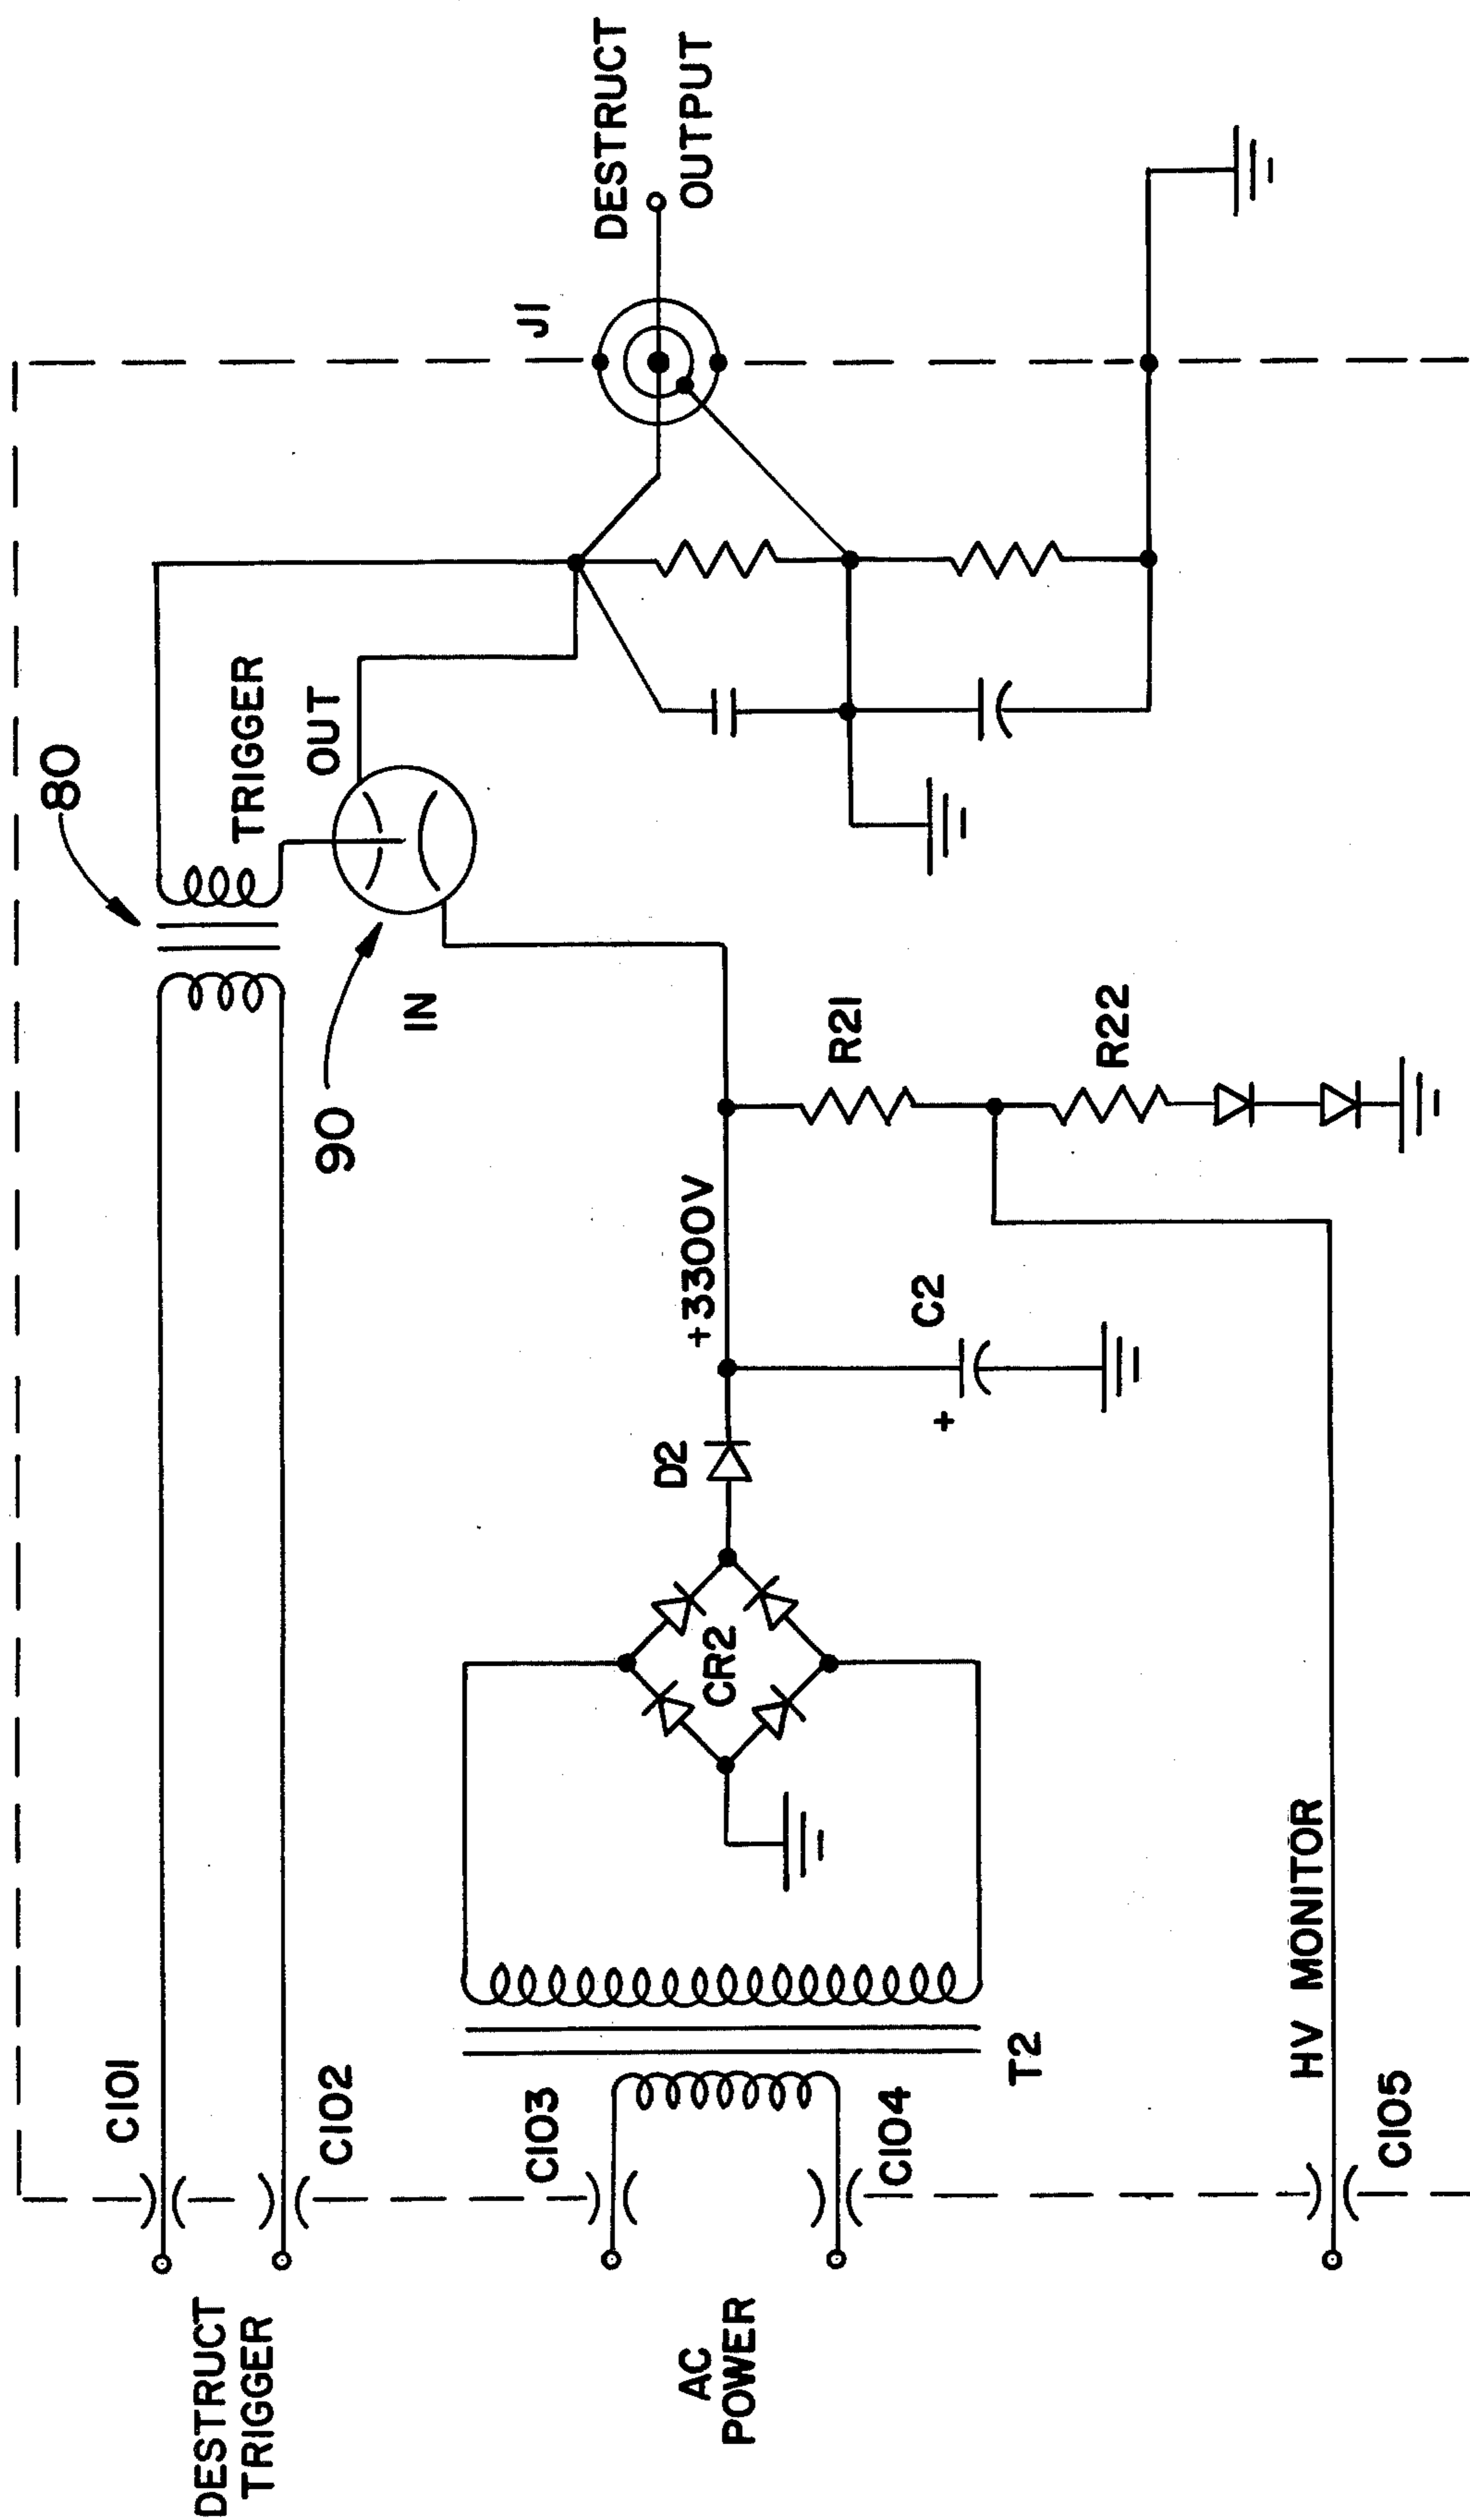 DESTRUCT
TRIGGER
C101
C102
80
TRIGGER
OUT
90
IN
J1
DESTRUCT
OUTPUT
AC
POWER
C103
C104
T2
CR2
D2
+3300V
+
C2
R21
R22
HV MONITOR
C105